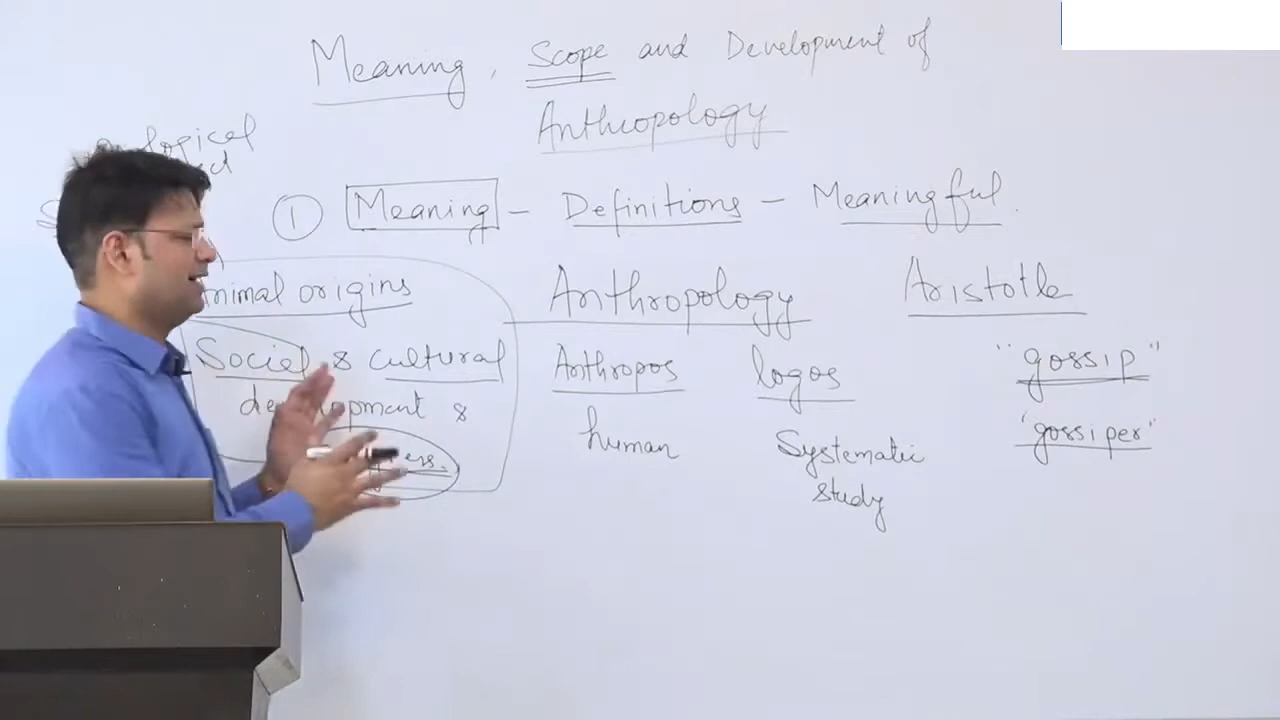 Meaning, Scope and Development of
Anthropology
① Meaning – Definitions – Meaningful.
origins
Social & cultural
&
Anthropology
Anthropos logos
human Systematic
study
Aristotle
"gossip"
'gossiper"